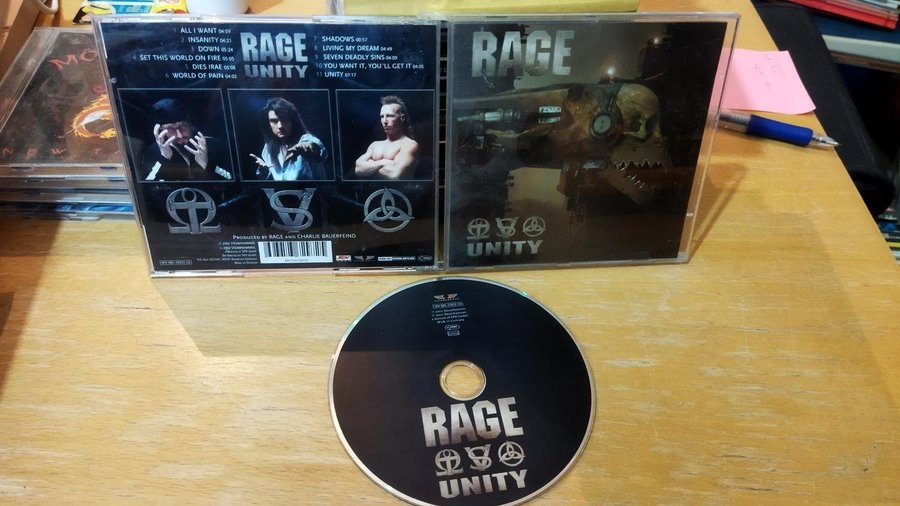 ALL I WANT 04:59
2 INSANITY 04:21
3 DOWN 05:24
4 SET THIS WORLD ON FIRE 05:05
5 DIES IRAE 05:08
6 WORLD OF PAIN 04:02
RAGE
UNITY
7 SHADOWS 00:57
8 LIVING MY DREAM 04:49
9 SEVEN DEADLY SINS 04:09
10 YOU WANT IT, YOU'LL GET IT 04:05
11 UNITY 07:17
PRODUCED BY RAGE AND CHARLIE BAUERFEIND
RAGE
UNITY
RAGE
UNITY